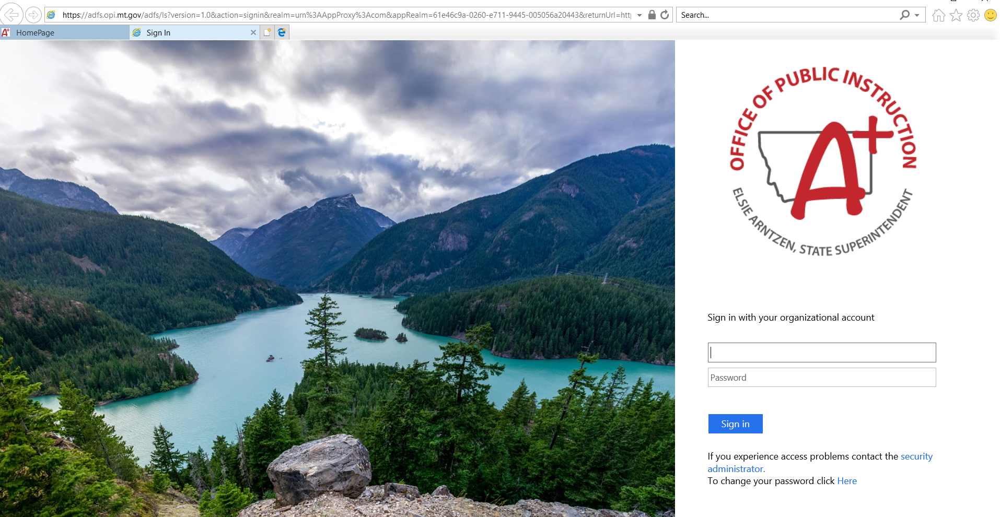 https://adfs.opi.mt.gov/adfs/ls?version=1.0&action=signin&realm=urn%3AAppProxy%3Acom&appRealm=61e46c9a-0260-e711-9445-005056a20443&returnUrl=htt
Search...
HomePage
Sign In
OFFICE OF PUBLIC INSTRUCTION
A+
ELSIE ARNTZEN, STATE SUPERINTENDENT
Sign in with your organizational account
Password
Sign in
If you experience access problems contact the security
administrator.
To change your password click Here